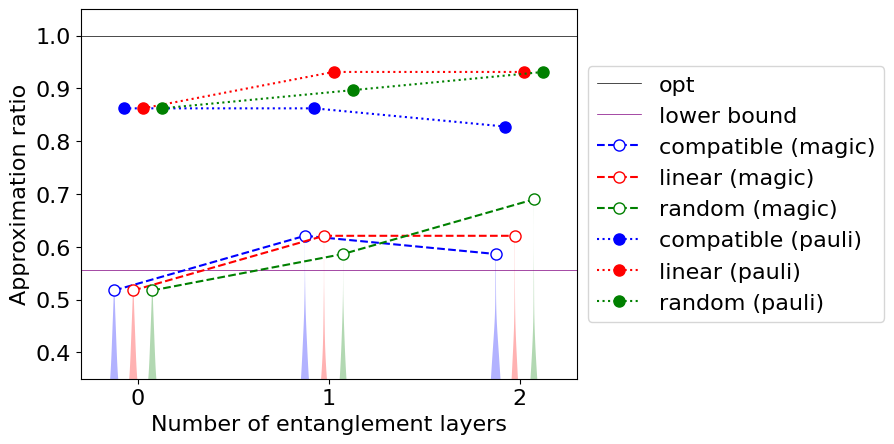 1.0
0.9
0.8
0.7
0.6
0.5
0.4
Approximation ratio
0 1 2
Number of entanglement layers
opt
lower bound
compatible (magic)
linear (magic)
random (magic)
compatible (pauli)
linear (pauli)
random (pauli)